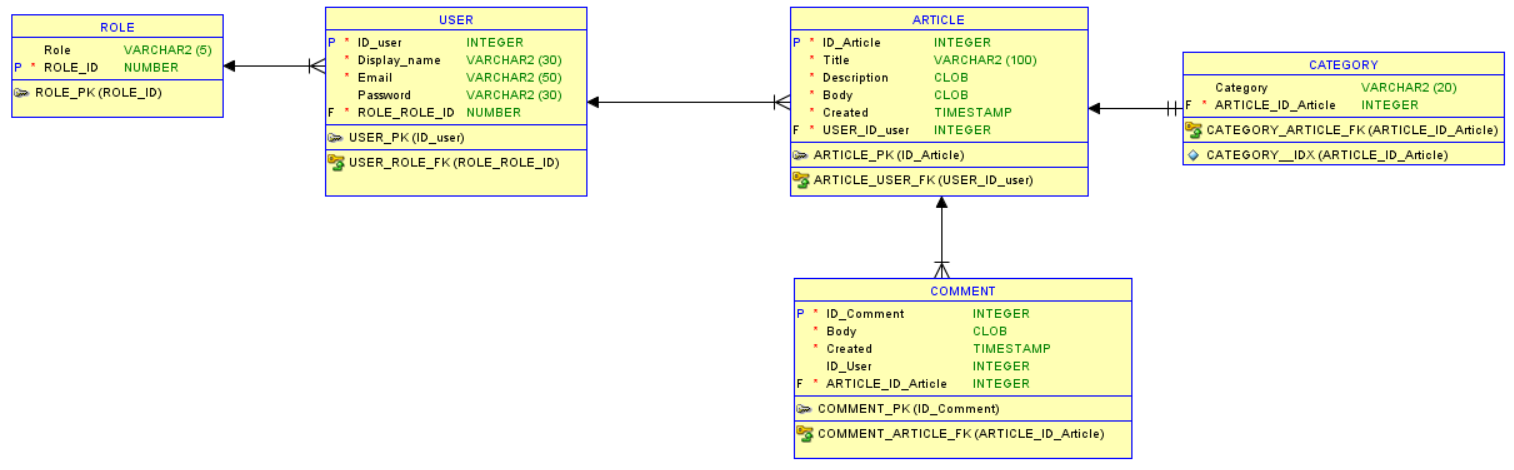 ROLE
Role VARCHAR2 (5)
P * ROLE_ID NUMBER
ROLE_PK (ROLE_ID)
USER
P * ID_user INTEGER
* Display_name VARCHAR2 (30)
* Email VARCHAR2 (50)
Password VARCHAR2 (30)
F * ROLE_ROLE_ID NUMBER
USER_PK (ID_user)
USER_ROLE_FK (ROLE_ROLE_ID)
ARTICLE
P * ID_Article INTEGER
* Title VARCHAR2 (100)
* Description CLOB
* Body CLOB
* Created TIMESTAMP
F * USER_ID_user INTEGER
ARTICLE_PK (ID_Article)
ARTICLE_USER_FK (USER_ID_user)
CATEGORY
Category VARCHAR2 (20)
F * ARTICLE_ID_Article INTEGER
CATEGORY_ARTICLE_FK (ARTICLE_ID_Article)
CATEGORY__IDX (ARTICLE_ID_Article)
COMMENT
P * ID_Comment INTEGER
* Body CLOB
* Created TIMESTAMP
ID_User INTEGER
F * ARTICLE_ID_Article INTEGER
COMMENT_PK (ID_Comment)
COMMENT_ARTICLE_FK (ARTICLE_ID_Article)